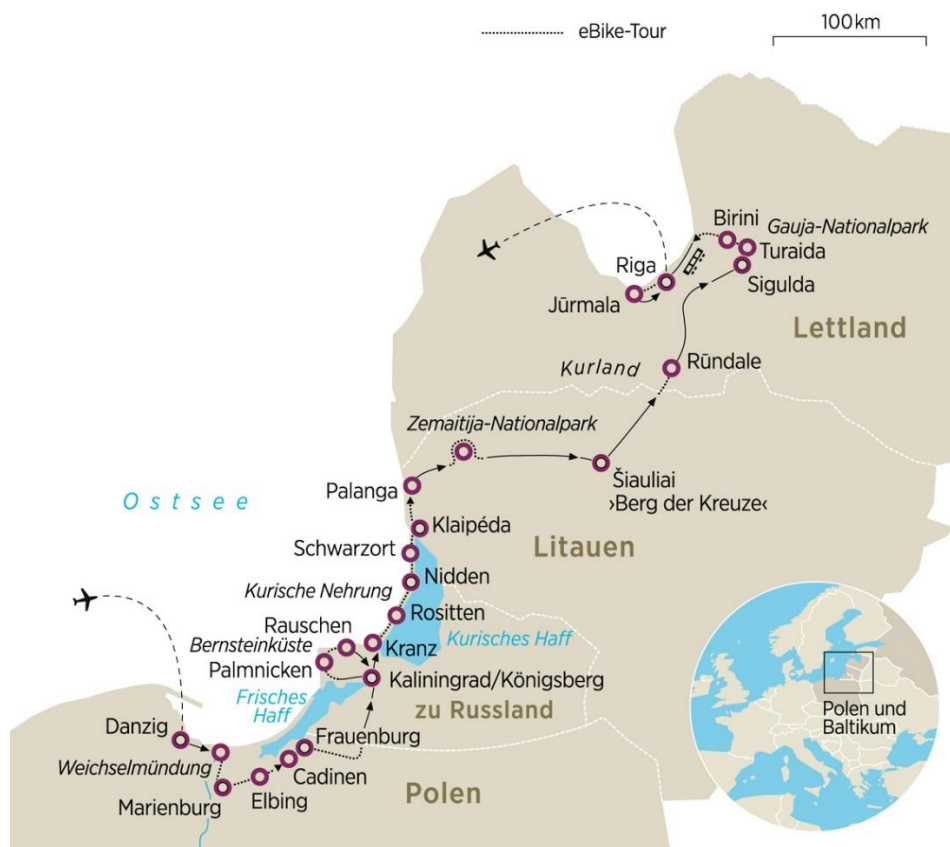 eBike-Tour
100 km
Birini
Gauja-Nationalpark
Turaida
Riga
Sigulda
Jūrmala
Lettland
Kurland
Rūndale
Zemaitija-Nationalpark
Šiauliai
›Berg der Kreuze‹
Palanga
Ostsee
Klaipéda
Litauen
Schwarzort
Nidden
Kurische Nehrung
Rositten
Rauschen
Bernsteinküste
Kranz
Kurisches Haff
Palmnicken
Kaliningrad/Königsberg
Frisches
Haff
zu Russland
Danzig
Frauenburg
Weichselmündung
Cadinen
Elbing
Marienburg
Polen
Polen und
Baltikum